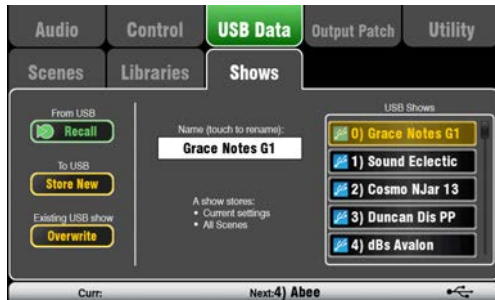 Audio Control USB Data Output Patch Utility
Scenes Libraries Shows
From USB
Recall
To USB
Store New
Existing USB show
Overwrite
Name (touch to rename):
Grace Notes G1
A show stores:
• Current settings
• All Scenes
USB Shows
0) Grace Notes G1
1) Sound Eclectic
2) Cosmo NJar 13
3) Duncan Dis PP
4) dBs Avalon
Curr: Next:4) Abee